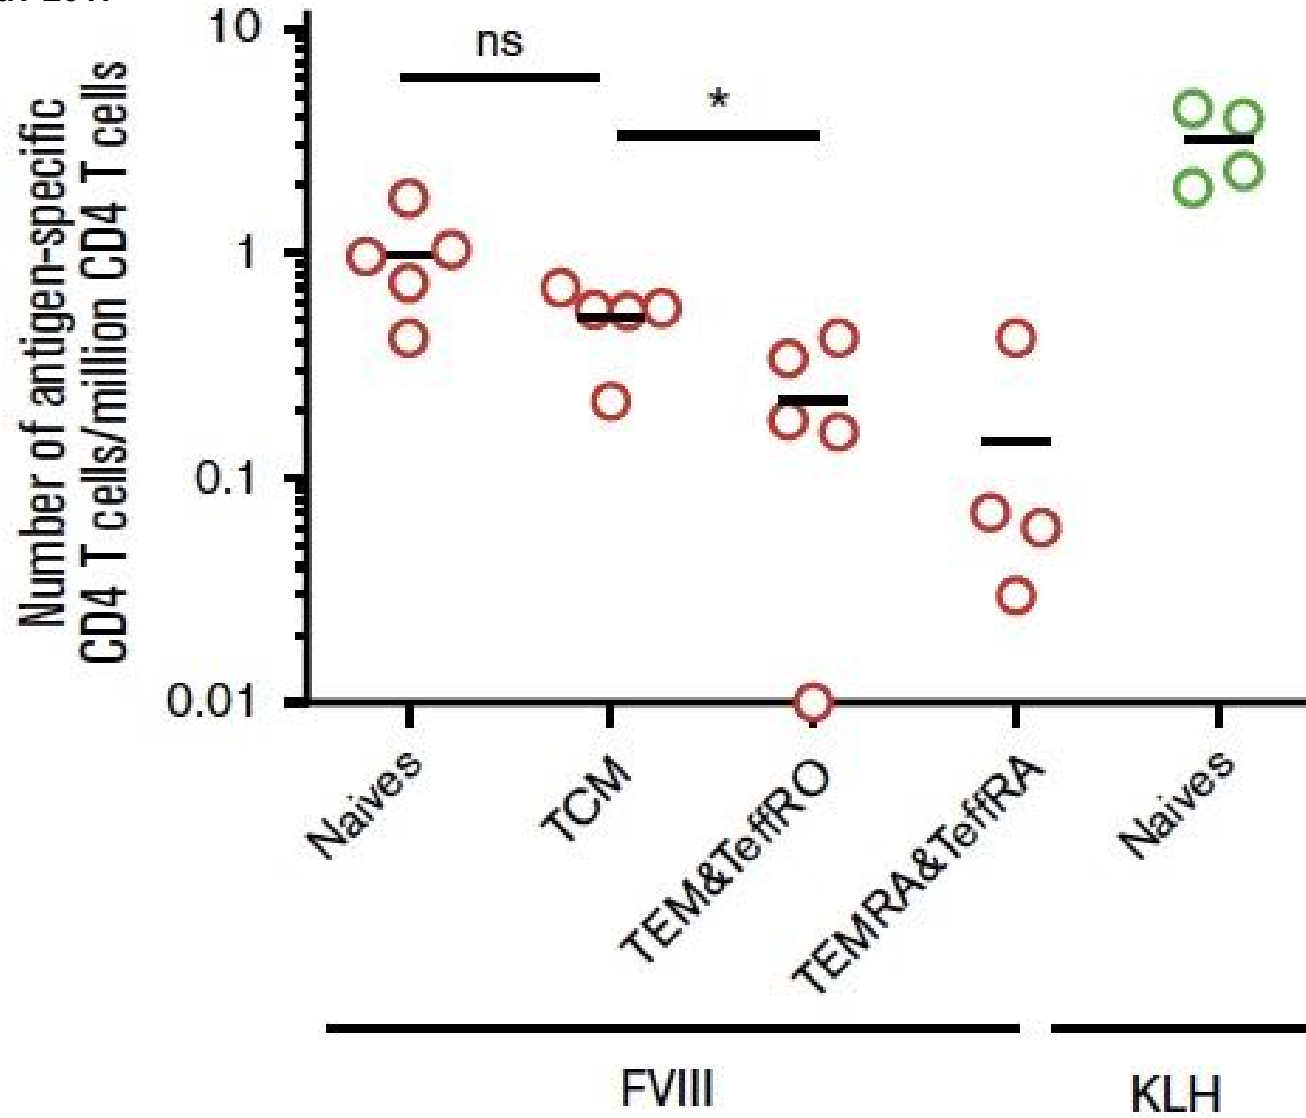 10
ns
*
1
0.1
0.01
Number of antigen-specific
CD4 T cells/million CD4 T cells
Naives
TCM
TEM&TeffRO
TEMRA&TeffRA
Naives
FVIII
KLH